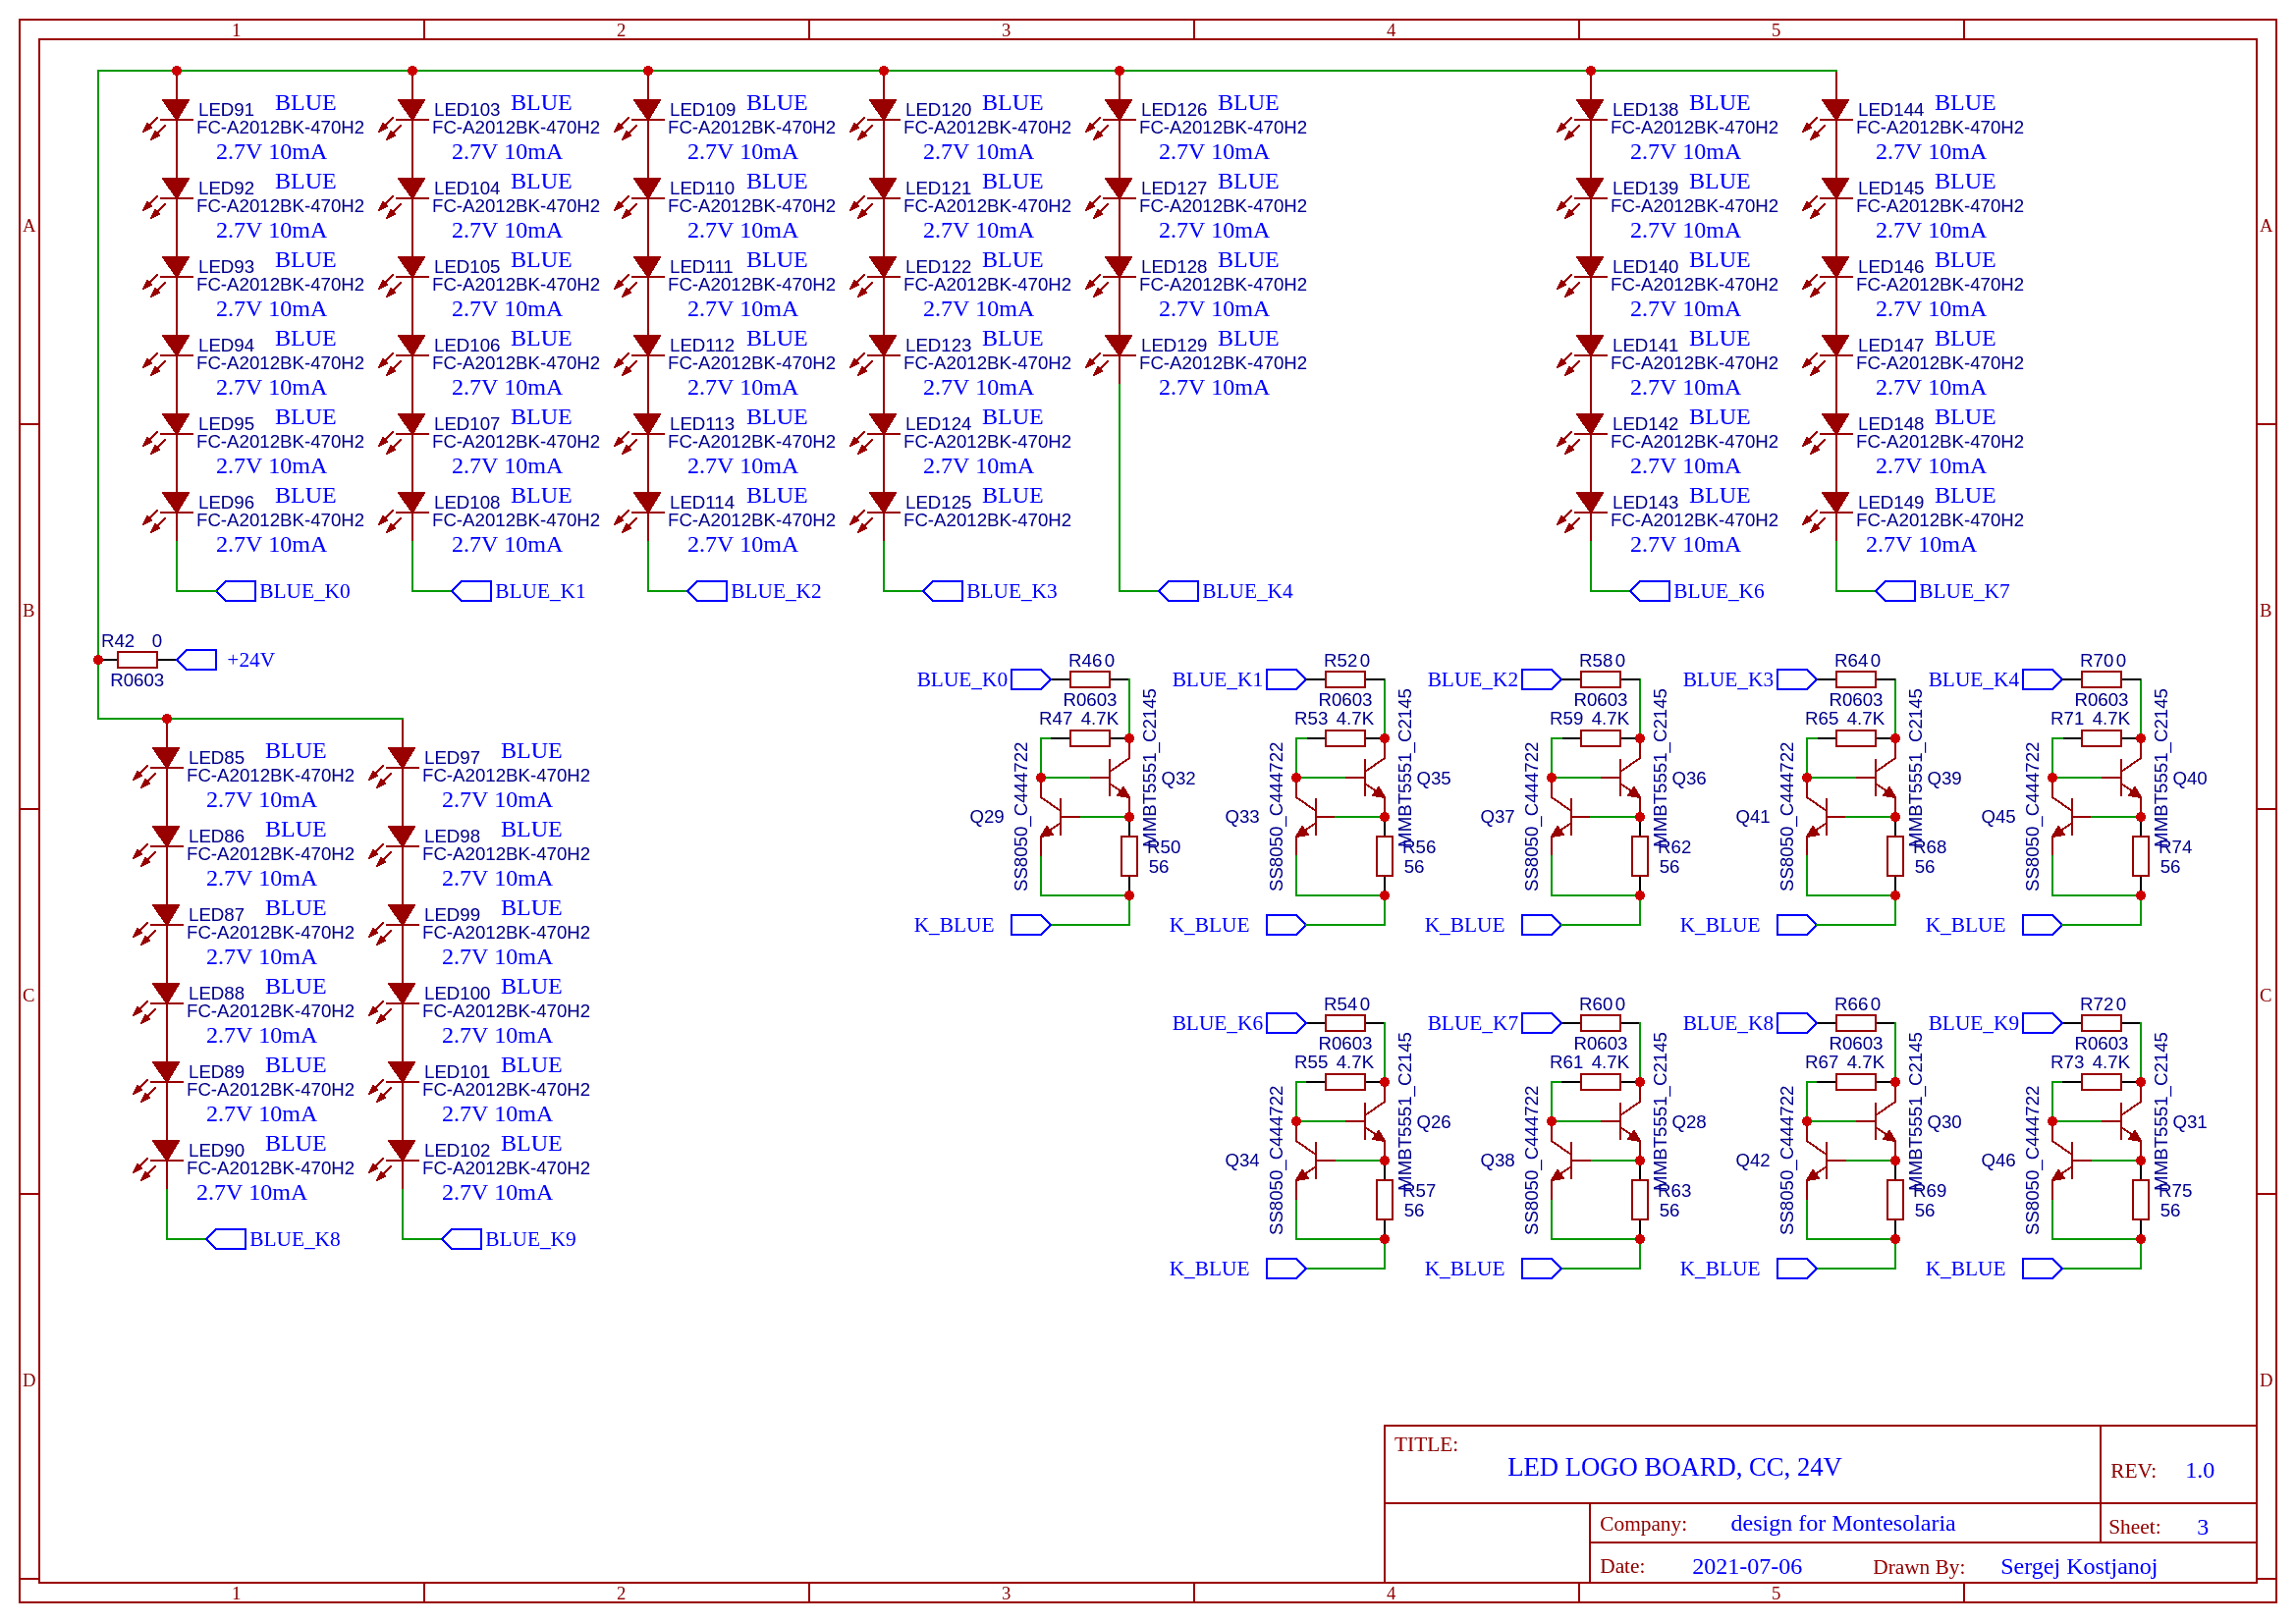 1 2 3 4 5
LED91 BLUE LED103 BLUE LED109 BLUE LED120 BLUE LED126 BLUE LED138 BLUE LED144 BLUE
FC-A2012BK-470H2 FC-A2012BK-470H2 FC-A2012BK-470H2 FC-A2012BK-470H2 FC-A2012BK-470H2 FC-A2012BK-470H2 FC-A2012BK-470H2
2.7V 10mA 2.7V 10mA 2.7V 10mA 2.7V 10mA 2.7V 10mA 2.7V 10mA 2.7V 10mA
LED92 BLUE LED104 BLUE LED110 BLUE LED121 BLUE LED127 BLUE LED139 BLUE LED145 BLUE
FC-A2012BK-470H2 FC-A2012BK-470H2 FC-A2012BK-470H2 FC-A2012BK-470H2 FC-A2012BK-470H2 FC-A2012BK-470H2 FC-A2012BK-470H2
A 2.7V 10mA 2.7V 10mA 2.7V 10mA 2.7V 10mA 2.7V 10mA 2.7V 10mA 2.7V 10mA A
LED93 BLUE LED105 BLUE LED111 BLUE LED122 BLUE LED128 BLUE LED140 BLUE LED146 BLUE
FC-A2012BK-470H2 FC-A2012BK-470H2 FC-A2012BK-470H2 FC-A2012BK-470H2 FC-A2012BK-470H2 FC-A2012BK-470H2 FC-A2012BK-470H2
2.7V 10mA 2.7V 10mA 2.7V 10mA 2.7V 10mA 2.7V 10mA 2.7V 10mA 2.7V 10mA
LED94 BLUE LED106 BLUE LED112 BLUE LED123 BLUE LED129 BLUE LED141 BLUE LED147 BLUE
FC-A2012BK-470H2 FC-A2012BK-470H2 FC-A2012BK-470H2 FC-A2012BK-470H2 FC-A2012BK-470H2 FC-A2012BK-470H2 FC-A2012BK-470H2
2.7V 10mA 2.7V 10mA 2.7V 10mA 2.7V 10mA 2.7V 10mA 2.7V 10mA 2.7V 10mA
LED95 BLUE LED107 BLUE LED113 BLUE LED124 BLUE LED142 BLUE LED148 BLUE
FC-A2012BK-470H2 FC-A2012BK-470H2 FC-A2012BK-470H2 FC-A2012BK-470H2 FC-A2012BK-470H2 FC-A2012BK-470H2
2.7V 10mA 2.7V 10mA 2.7V 10mA 2.7V 10mA 2.7V 10mA 2.7V 10mA
LED96 BLUE LED108 BLUE LED114 BLUE LED125 BLUE LED143 BLUE LED149 BLUE
FC-A2012BK-470H2 FC-A2012BK-470H2 FC-A2012BK-470H2 FC-A2012BK-470H2 FC-A2012BK-470H2 FC-A2012BK-470H2
2.7V 10mA 2.7V 10mA 2.7V 10mA 2.7V 10mA 2.7V 10mA
BLUE_K0 BLUE_K1 BLUE_K2 BLUE_K3 BLUE_K4 BLUE_K6 BLUE_K7
B B
R42 0
+24V
R0603
R46 0 R52 0 R58 0 R64 0 R70 0
BLUE_K0 BLUE_K1 BLUE_K2 BLUE_K3 BLUE_K4
R0603 R0603 R0603 R0603 R0603
R47 4.7K R53 4.7K R59 4.7K R65 4.7K R71 4.7K
MMBT5551_C2145 MMBT5551_C2145 MMBT5551_C2145 MMBT5551_C2145 MMBT5551_C2145
Q32 Q35 Q36 Q39 Q40
SS8050_C444722 SS8050_C444722 SS8050_C444722 SS8050_C444722 SS8050_C444722
Q29 Q33 Q37 Q41 Q45
R50 R56 R62 R68 R74
56 56 56 56 56
K_BLUE K_BLUE K_BLUE K_BLUE K_BLUE
LED85 BLUE LED97 BLUE
FC-A2012BK-470H2 FC-A2012BK-470H2
2.7V 10mA 2.7V 10mA
LED86 BLUE LED98 BLUE
FC-A2012BK-470H2 FC-A2012BK-470H2
2.7V 10mA 2.7V 10mA
LED87 BLUE LED99 BLUE
FC-A2012BK-470H2 FC-A2012BK-470H2
2.7V 10mA 2.7V 10mA
LED88 BLUE LED100 BLUE
C C
FC-A2012BK-470H2 FC-A2012BK-470H2
2.7V 10mA 2.7V 10mA
LED89 BLUE LED101 BLUE
FC-A2012BK-470H2 FC-A2012BK-470H2
2.7V 10mA 2.7V 10mA
LED90 BLUE LED102 BLUE
FC-A2012BK-470H2 FC-A2012BK-470H2
2.7V 10mA 2.7V 10mA
BLUE_K8 BLUE_K9
R54 0 R60 0 R66 0 R72 0
BLUE_K6 BLUE_K7 BLUE_K8 BLUE_K9
R0603 R0603 R0603 R0603
R55 4.7K R61 4.7K R67 4.7K R73 4.7K
MMBT5551_C2145 MMBT5551_C2145 MMBT5551_C2145 MMBT5551_C2145
Q26 Q28 Q30 Q31
SS8050_C444722 SS8050_C444722 SS8050_C444722 SS8050_C444722
Q34 Q38 Q42 Q46
R57 R63 R69 R75
56 56 56 56
K_BLUE K_BLUE K_BLUE K_BLUE
D D
TITLE:
LED LOGO BOARD, CC, 24V
REV: 1.0
Company: design for Montesolaria
Sheet: 3
Date: 2021-07-06 Drawn By: Sergej Kostjanoj
1 2 3 4 5